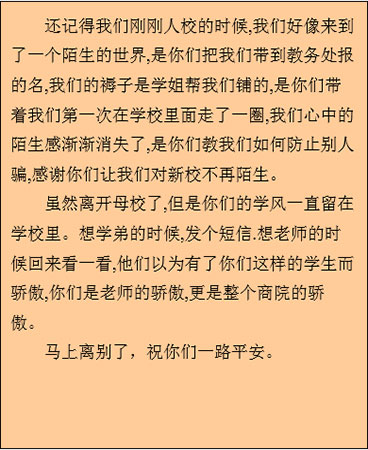 还记得我们刚刚人校的时候,我们好像来到
了一个陌生的世界,是你们把我们带到教务处报
的名,我们的褥子是学姐帮我们铺的,是你们带
着我们第一次在学校里面走了一圈,我们心中的
陌生感渐渐消失了,是你们教我们如何防止别人
骗,感谢你们让我们对新校不再陌生。
虽然离开母校了,但是你们的学风一直留在
学校里。想学弟的时候,发个短信.想老师的时
候回来看一看,他们以为有了你们这样的学生而
骄傲,你们是老师的骄傲,更是整个商院的骄
傲。
马上离别了，祝你们一路平安。